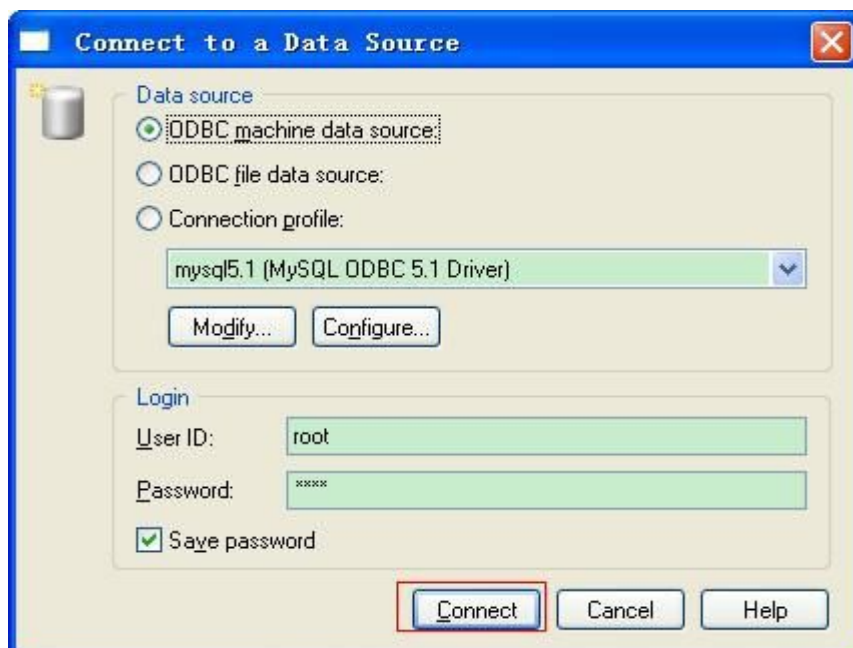 Connect to a Data Source
Data source
ODBC machine data source:
ODBC file data source:
Connection profile:
mysql5.1 (MySQL ODBC 5.1 Driver)
Modify... Configure...
Login
User ID: root
Password: ****
Save password
Connect Cancel Help